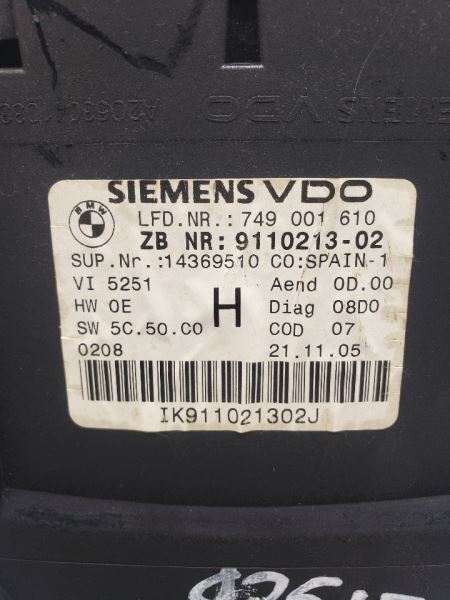 SIEMENS VDO
BMW
LFD.NR.:749 001 610
ZB NR:9110213-02
SUP.Nr.:14369510 CO:SPAIN-1
VI 5251 Aend 0D.00
HW 0E H Diag 08D0
SW 5C.50.C0 COD 07
0208 21.11.05
IK911021302J